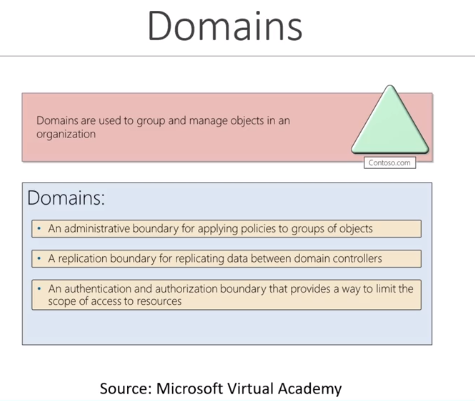 Domains
Domains are used to group and manage objects in an
organization
Contoso.com
Domains:
• An administrative boundary for applying policies to groups of objects
• A replication boundary for replicating data between domain controllers
• An authentication and authorization boundary that provides a way to limit the
scope of access to resources
Source: Microsoft Virtual Academy